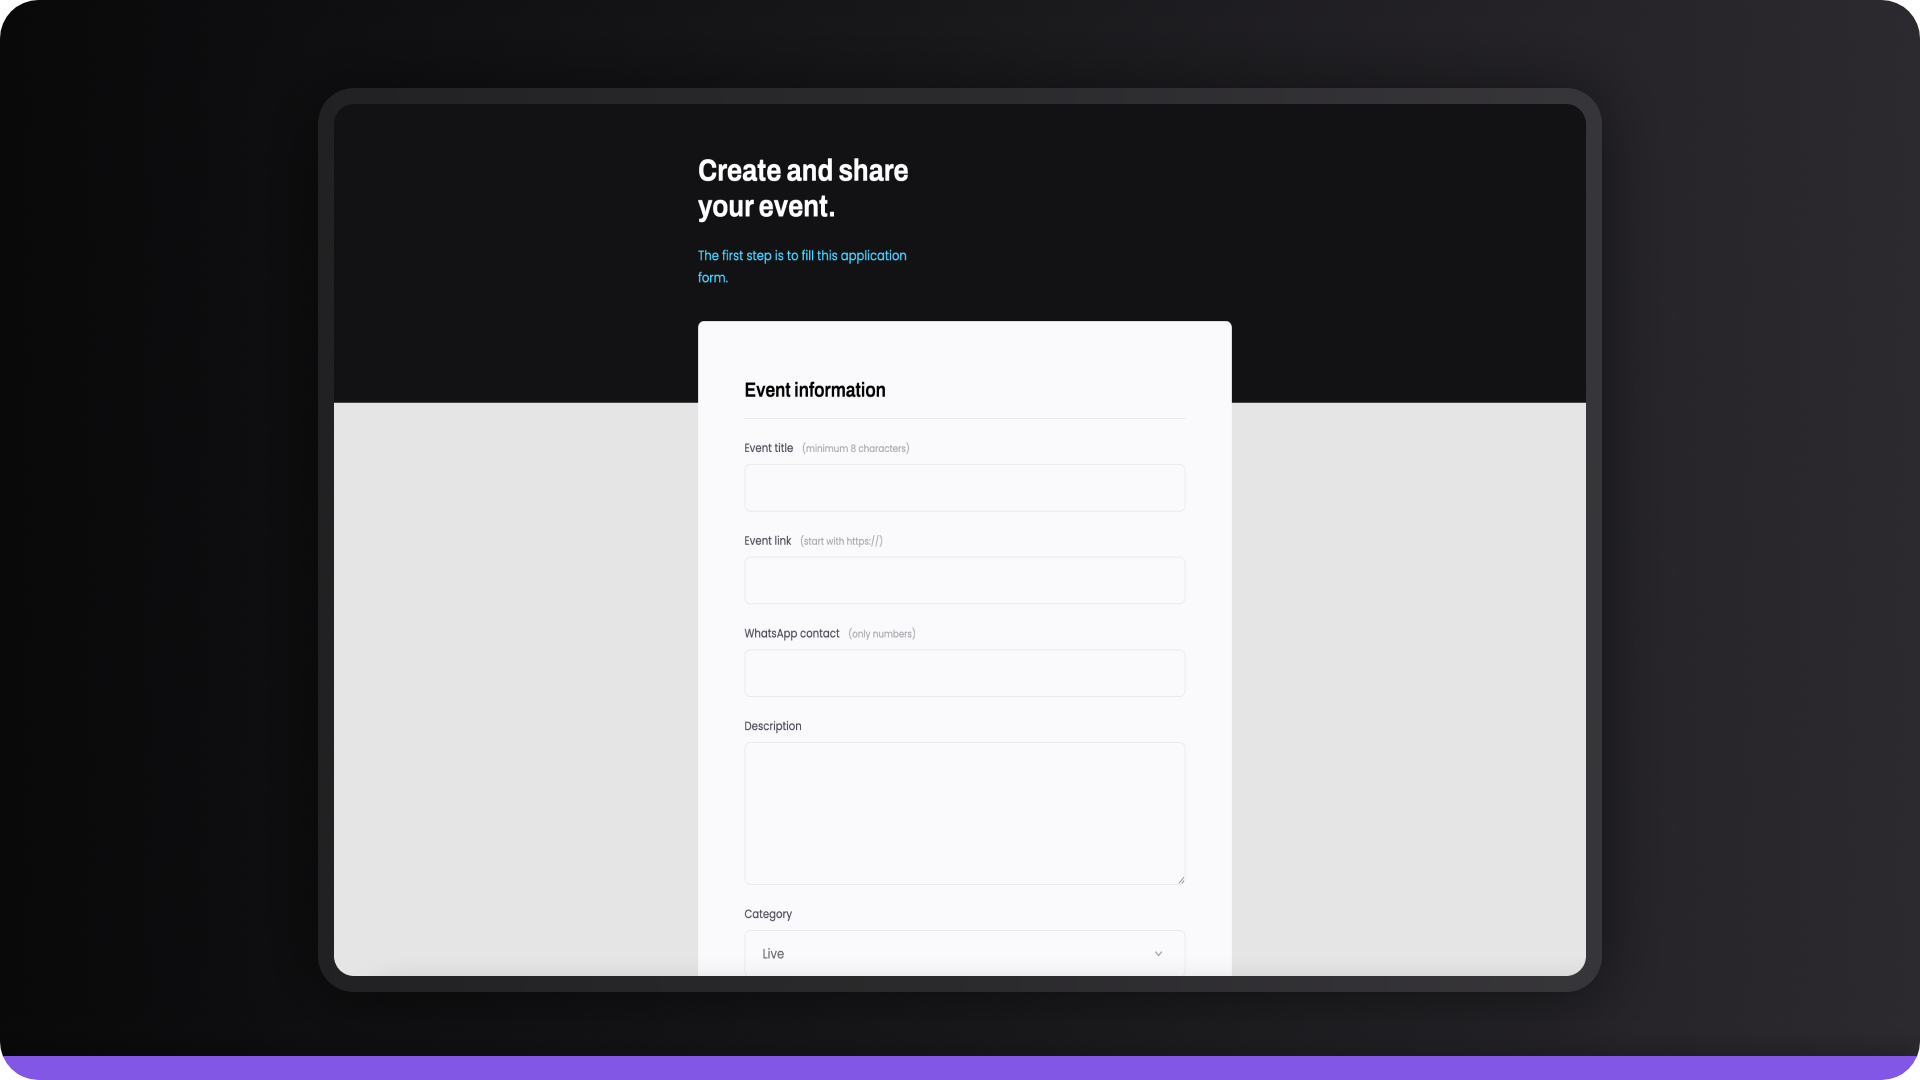 Create and share
your event.
The first step is to fill this application
form.
Event information
Event title (minimum 8 characters)
Event link (start with https://)
WhatsApp contact (only numbers)
Description
Category
Live